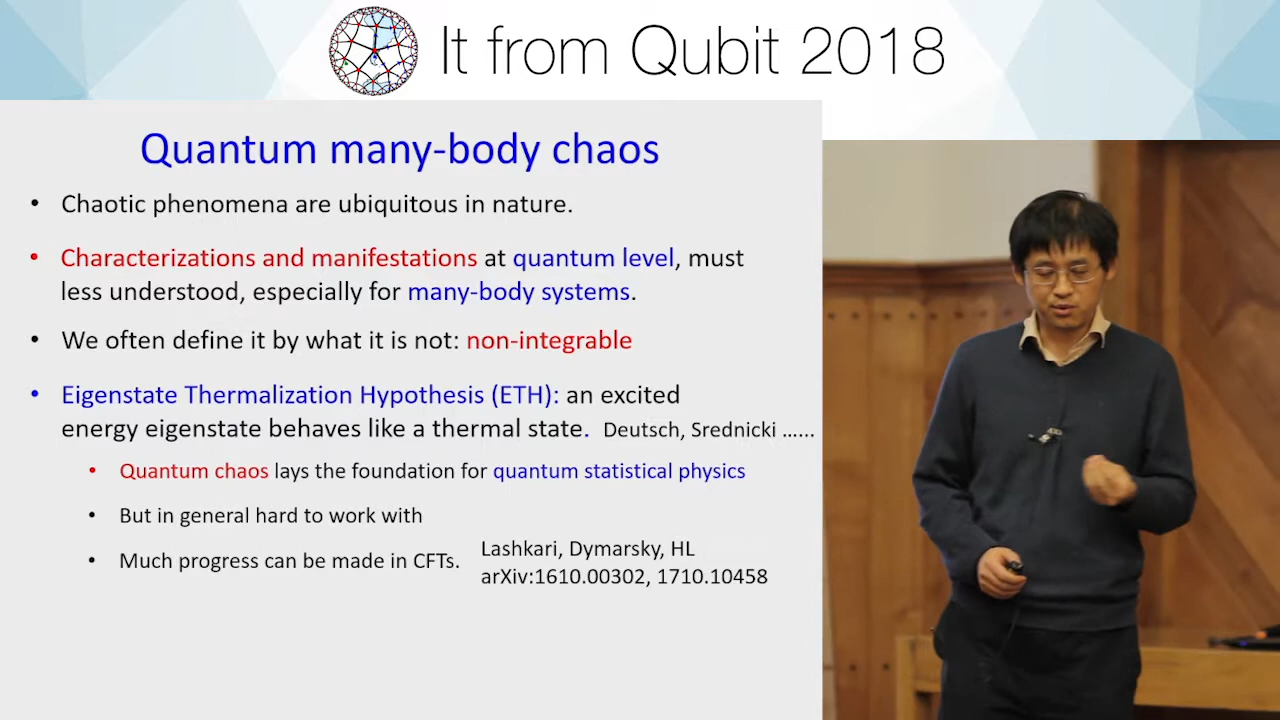 It from Qubit 2018
Quantum many-body chaos
• Chaotic phenomena are ubiquitous in nature.
• Characterizations and manifestations at quantum level, must
less understood, especially for many-body systems.
• We often define it by what it is not: non-integrable
• Eigenstate Thermalization Hypothesis (ETH): an excited
energy eigenstate behaves like a thermal state. Deutsch, Srednicki ......
• Quantum chaos lays the foundation for quantum statistical physics
• But in general hard to work with
• Much progress can be made in CFTs.
Lashkari, Dymarsky, HL
arXiv:1610.00302, 1710.10458